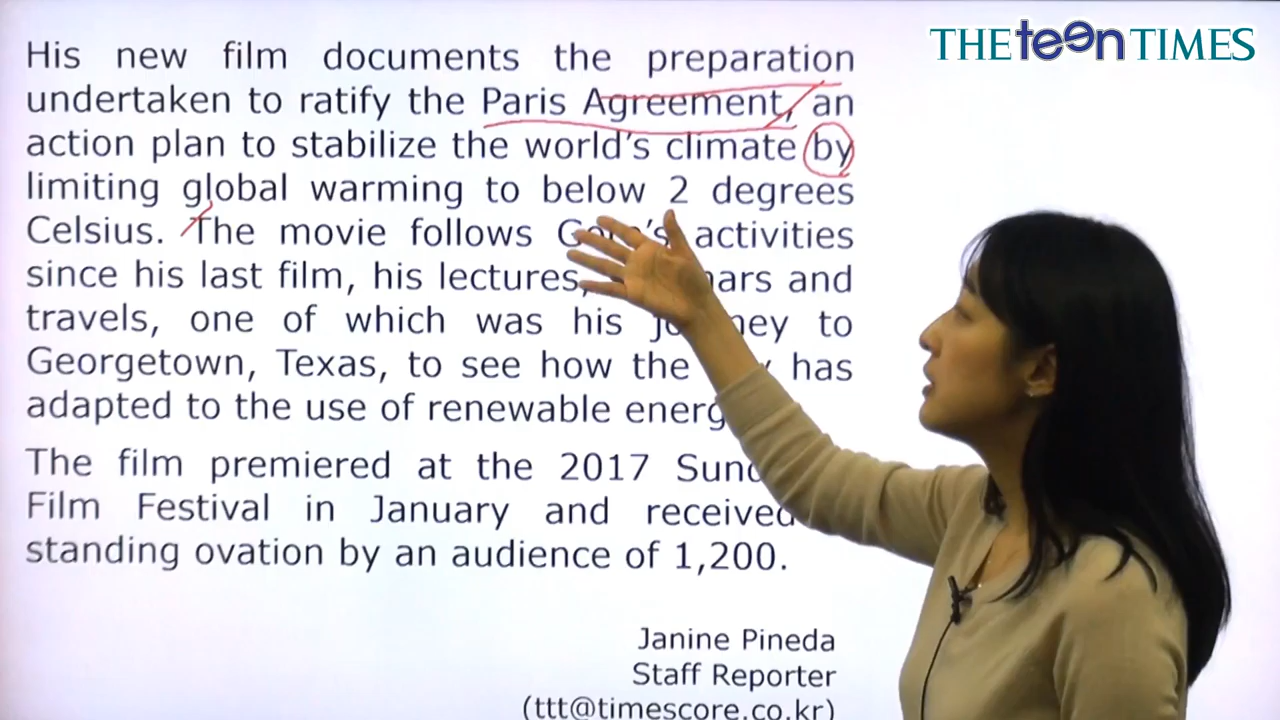 THE teen TIMES
His new film documents the preparation
undertaken to ratify the Paris Agreement, an
action plan to stabilize the world's climate by
limiting global warming to below 2 degrees
Celsius. The movie follows activities
since his last film, his lectures, and
travels, one of which was his to
Georgetown, Texas, to see how the has
adapted to the use of renewable
The film premiered at the 2017
Film Festival in January and received
standing ovation by an audience of 1,200.
Janine Pineda
Staff Reporter
(ttt@timescore.co.kr)